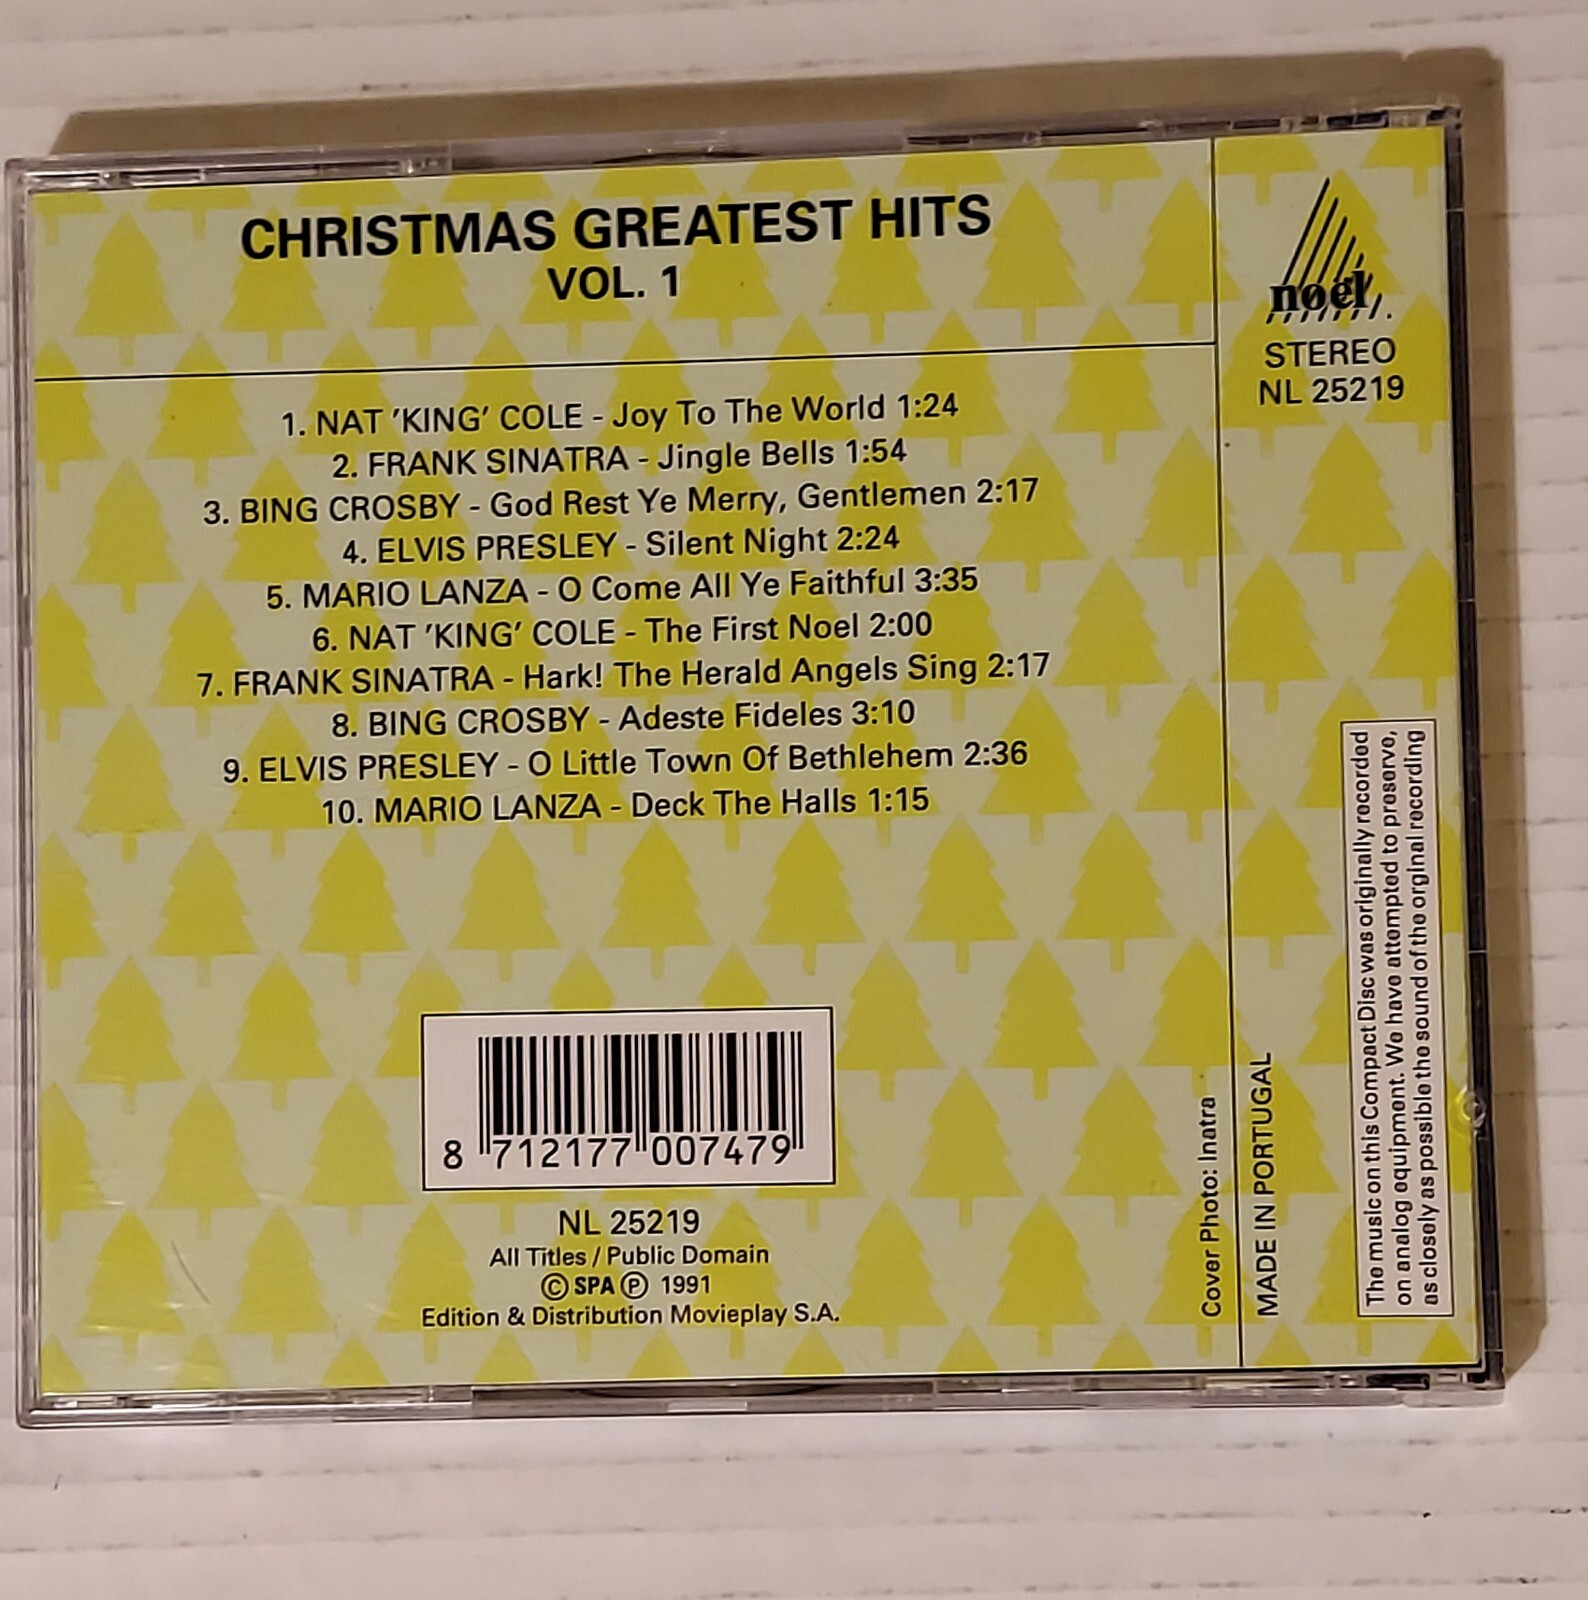 CHRISTMAS GREATEST HITS
VOL. 1
1. NAT 'KING' COLE - Joy To The World 1:24
2. FRANK SINATRA - Jingle Bells 1:54
3. BING CROSBY - God Rest Ye Merry, Gentlemen 2:17
4. ELVIS PRESLEY - Silent Night 2:24
5. MARIO LANZA - O Come All Ye Faithful 3:35
6. NAT 'KING' COLE - The First Noel 2:00
7. FRANK SINATRA - Hark! The Herald Angels Sing 2:17
8. BING CROSBY - Adeste Fideles 3:10
9. ELVIS PRESLEY - O Little Town Of Bethlehem 2:36
10. MARIO LANZA - Deck The Halls 1:15
8 712177 007479
NL 25219
All Titles / Public Domain
© SPA ℗ 1991
Edition & Distribution Movieplay S.A.
Cover Photo: Inatra
noel
STEREO
NL 25219
MADE IN PORTUGAL
The music on this Compact Disc was originally recorded
on analog equipment. We have attempted to preserve,
as closely as possible the sound of the orginal recording